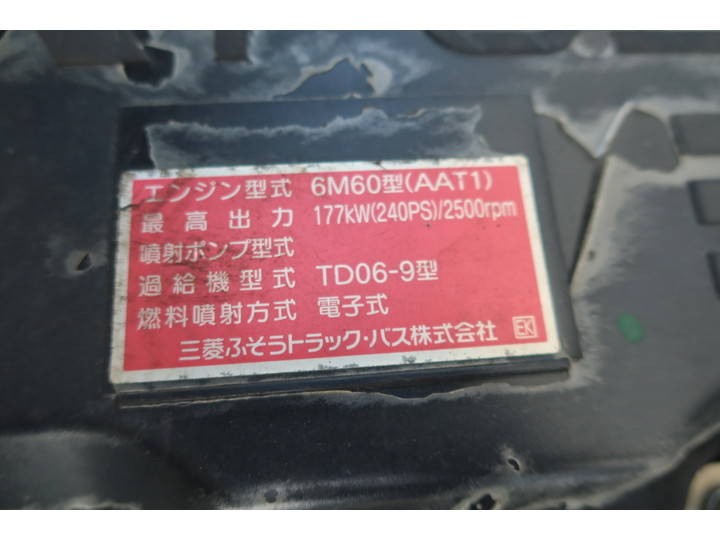 エンジン型式 6M60型(AAT1)
最高出力 177kW(240PS)/2500rpm
噴射ポンプ型式
過給機型式 TD06-9型
燃料噴射方式 電子式
三菱ふそうトラック・バス株式会社 EK